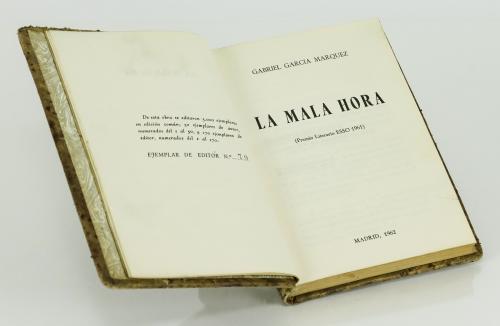 De esta obra se editaron 3,000 ejemplares
en edición común, 50 ejemplares de autor,
numerados del 1 al 50, y 170 ejemplares de
editor, numerados del 1 al 170.
EJEMPLAR DE EDITOR N.º
GABRIEL GARCIA MARQUEZ
LA MALA HORA
(Premio Literario ESSO 1961)
MADRID, 1962